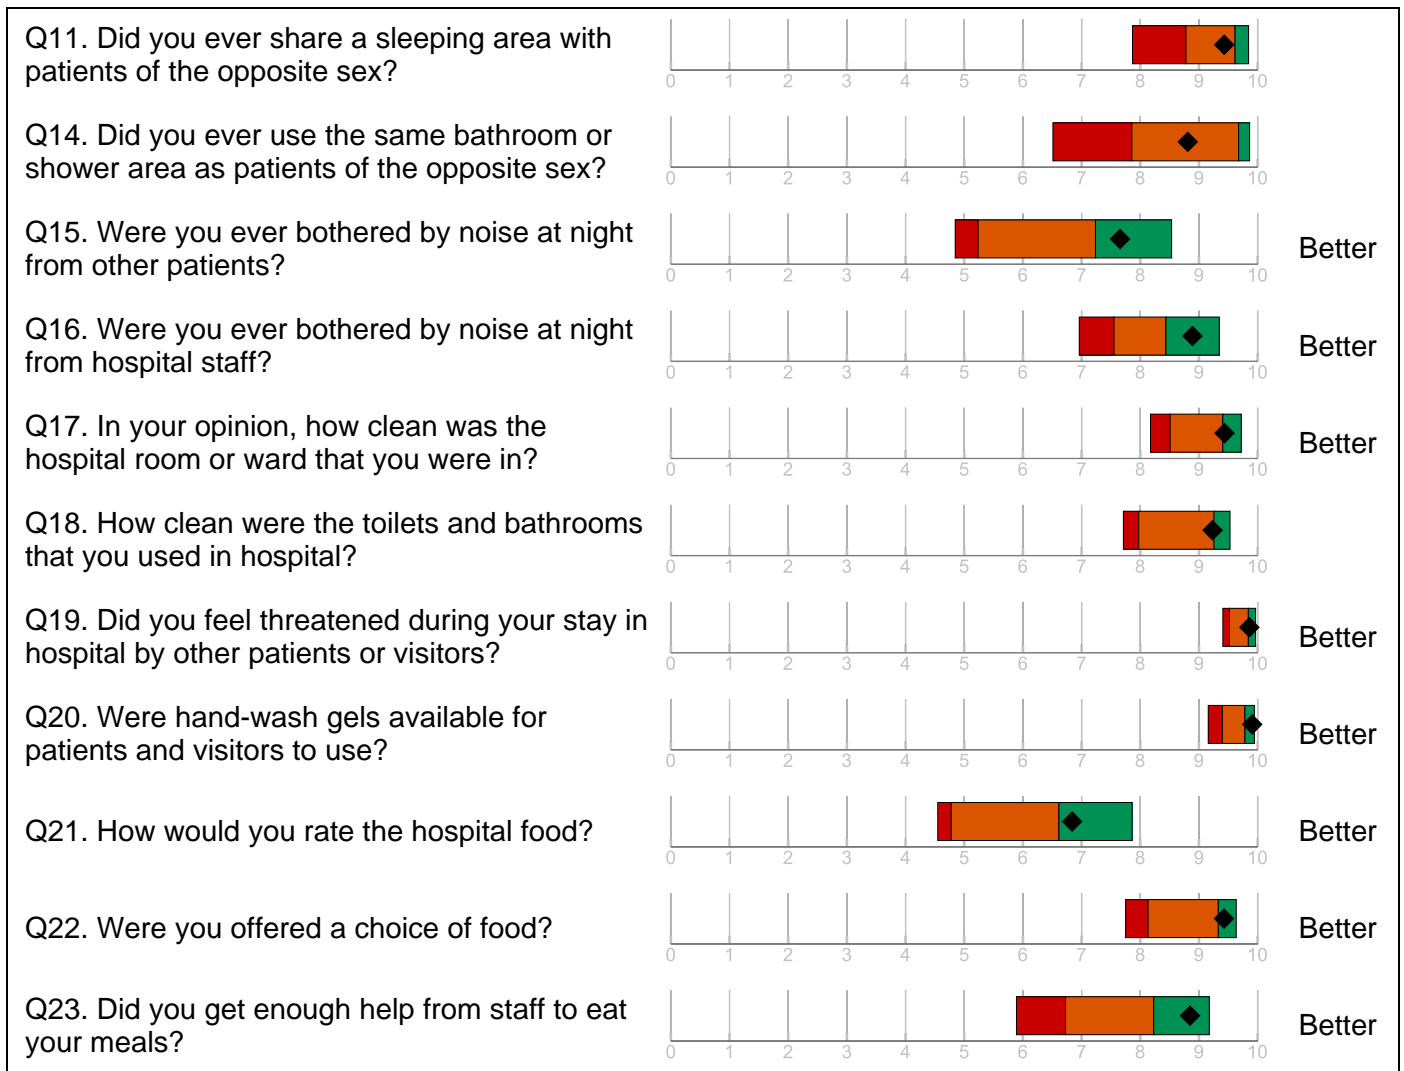 Q11. Did you ever share a sleeping area with
patients of the opposite sex?
0 1 2 3 4 5 6 7 8 9 10
Q14. Did you ever use the same bathroom or
shower area as patients of the opposite sex?
0 1 2 3 4 5 6 7 8 9 10
Q15. Were you ever bothered by noise at night
from other patients?
Better
0 1 2 3 4 5 6 7 8 9 10
Q16. Were you ever bothered by noise at night
from hospital staff?
Better
0 1 2 3 4 5 6 7 8 9 10
Q17. In your opinion, how clean was the
hospital room or ward that you were in?
Better
0 1 2 3 4 5 6 7 8 9 10
Q18. How clean were the toilets and bathrooms
that you used in hospital?
0 1 2 3 4 5 6 7 8 9 10
Q19. Did you feel threatened during your stay in
hospital by other patients or visitors?
Better
0 1 2 3 4 5 6 7 8 9 10
Q20. Were hand-wash gels available for
patients and visitors to use?
Better
0 1 2 3 4 5 6 7 8 9 10
Q21. How would you rate the hospital food?
Better
0 1 2 3 4 5 6 7 8 9 10
Q22. Were you offered a choice of food?
Better
0 1 2 3 4 5 6 7 8 9 10
Q23. Did you get enough help from staff to eat
your meals?
Better
0 1 2 3 4 5 6 7 8 9 10